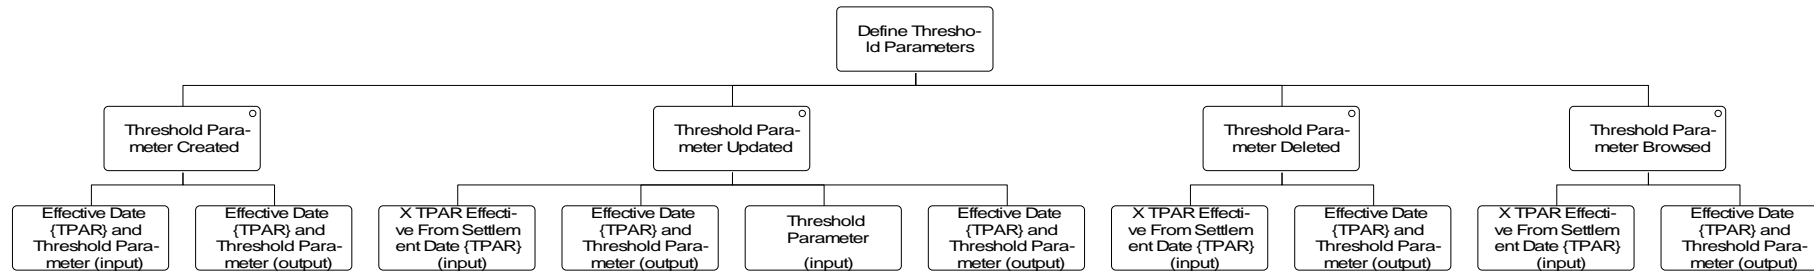 Define Thresho-
ld Parameters
Threshold Para-
meter Created
Threshold Para-
meter Updated
Threshold Para-
meter Deleted
Threshold Para-
meter Browsed
Effective Date
{TPAR} and
Threshold Para-
meter (input)
Effective Date
{TPAR} and
Threshold Para-
meter (output)
X TPAR Effecti-
ve From Settlem
ent Date {TPAR}
(input)
Effective Date
{TPAR} and
Threshold Para-
meter (output)
Threshold
Parameter
(input)
Effective Date
{TPAR} and
Threshold Para-
meter (output)
X TPAR Effecti-
ve From Settlem
ent Date {TPAR}
(input)
Effective Date
{TPAR} and
Threshold Para-
meter (output)
X TPAR Effecti-
ve From Settlem
ent Date {TPAR}
(input)
Effective Date
{TPAR} and
Threshold Para-
meter (output)